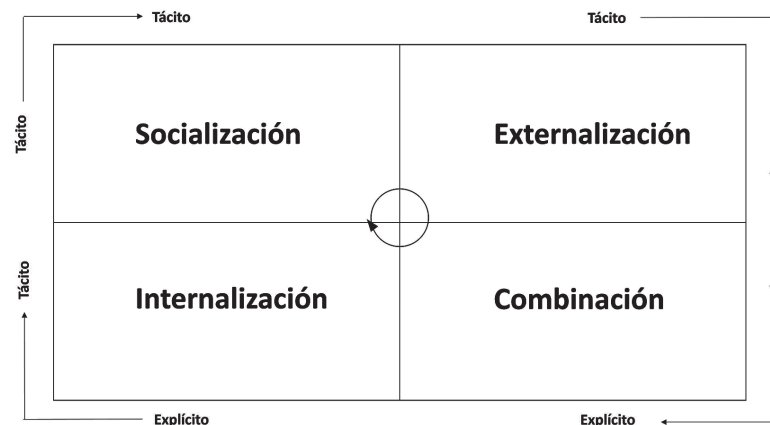 Tácito
Tácito
Tácito
Socialización
Externalización
Tácito
Internalización
Combinación
Explícito
Explícito